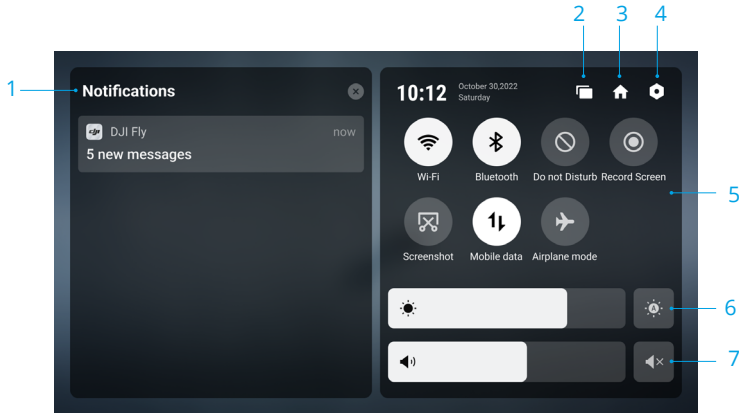 2 3 4
1
Notifications
10:12
October 30,2022
Saturday
dji DJI Fly now
5 new messages
Wi-Fi Bluetooth Do not Disturb Record Screen
5
Screenshot Mobile data Airplane mode
A
6
7